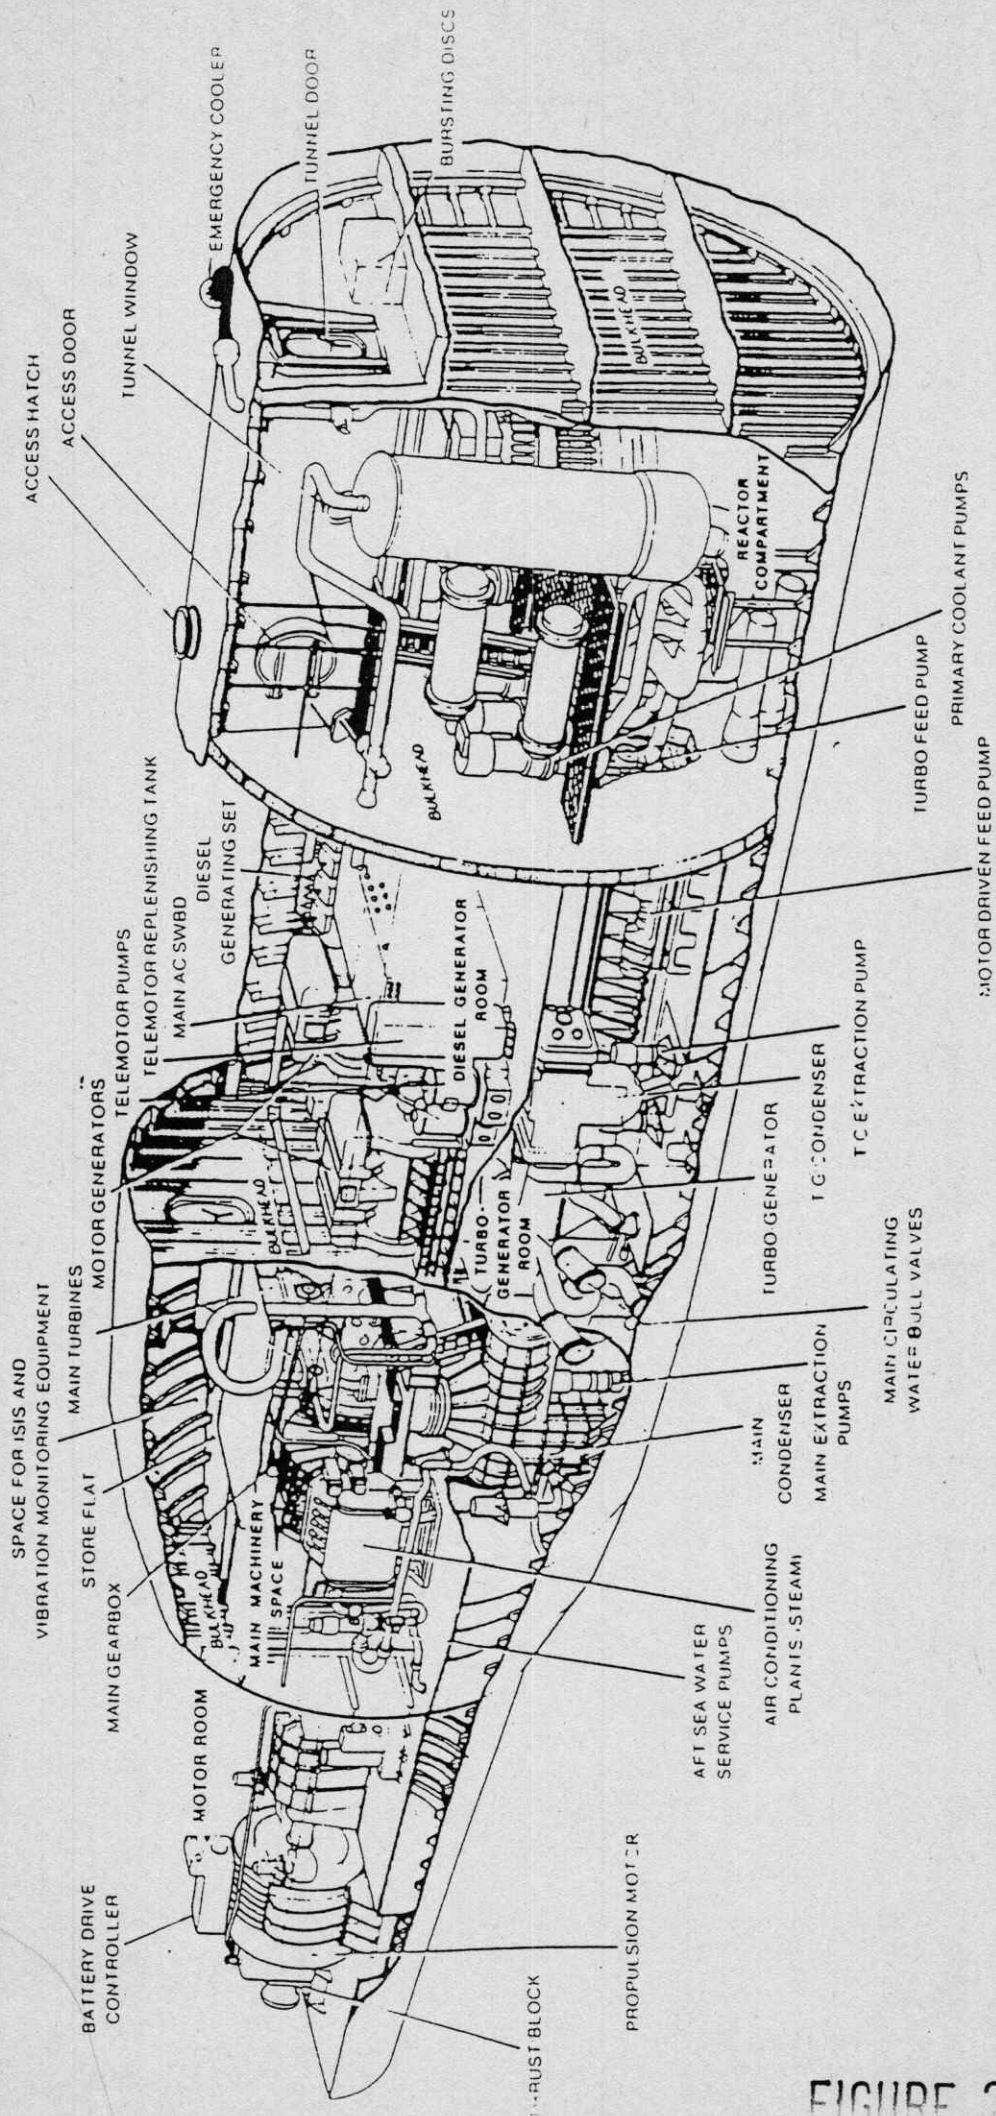 SPACE FOR ISIS AND
VIBRATION MONITORING EQUIPMENT
MAIN TURBINES
MOTOR GENERATORS
TELEMOTOR PUMPS
TELEMOTOR REPLENISHING TANK
MAIN AC SWBD
DIESEL
GENERATING SET
ACCESS HATCH
ACCESS DOOR
TUNNEL WINDOW
EMERGENCY COOLER
TUNNEL DOOR
BURSTING DISCS
STORE FLAT
MAIN GEARBOX
BATTERY DRIVE
CONTROLLER
MOTOR ROOM
BULKHEAD
MAIN MACHINERY
SPACE
BULKHEAD
DIESEL GENERATOR
ROOM
TURBO-
GENERATOR
ROOM
BULKHEAD
REACTOR
COMPARTMENT
BULKHEAD
RUST BLOCK
PROPULSION MOTOR
AFT SEA WATER
SERVICE PUMPS
AIR CONDITIONING
PLANTS STEAM
MAIN
CONDENSER
MAIN EXTRACTION
PUMPS
MAIN CIRCULATING
WATER BULL VALVES
TURBO GENERATOR
T G CONDENSER
PUMP
MOTOR DRIVEN FEED PUMP
TURBO FEED PUMP
PRIMARY COOLANT PUMPS
FIGURE